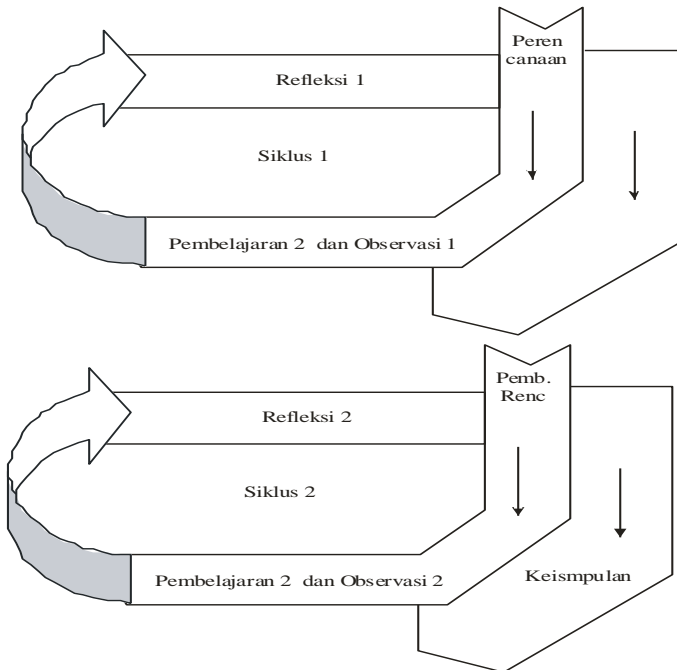 Peren
canaan
Refleksi 1
Siklus 1
Pembelajaran 2 dan Observasi 1
Pemb.
Renc
Refleksi 2
Siklus 2
Pembelajaran 2 dan Observasi 2
Keismpulan